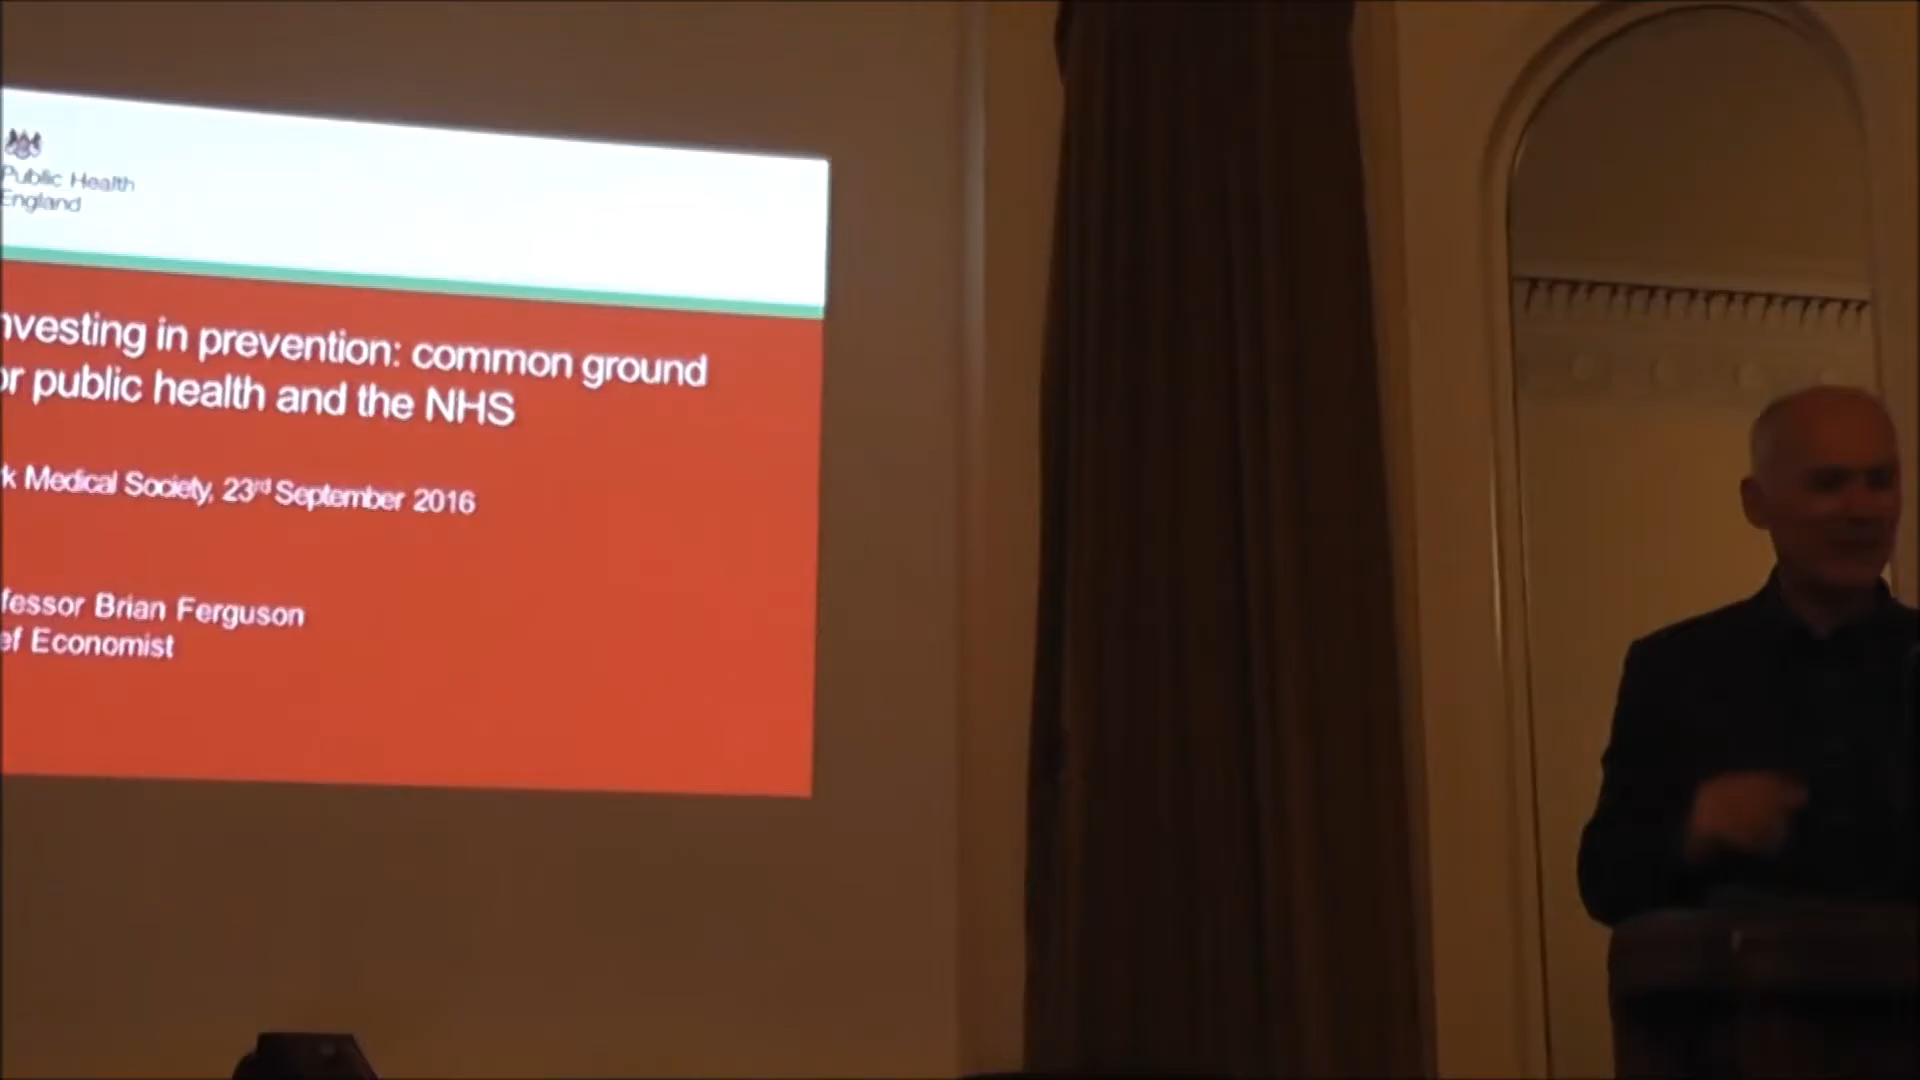 Public Health
England
nvesting in prevention: common ground
or public health and the NHS
k Medical Society, 23rd September 2016
fessor Brian Ferguson
ef Economist